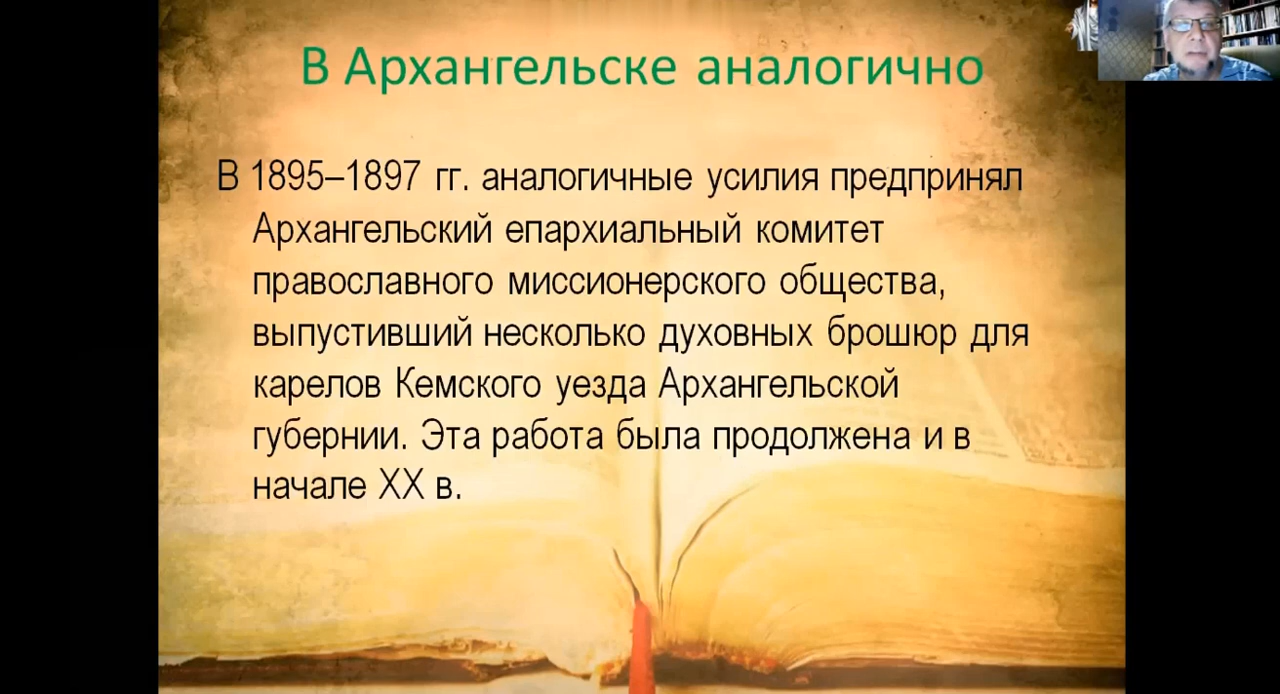 В Архангельске аналогично
В 1895–1897 гг. аналогичные усилия предпринял
Архангельский епархиальный комитет
православного миссионерского общества,
выпустивший несколько духовных брошюр для
карелов Кемского уезда Архангельской
губернии. Эта работа была продолжена и в
начале XX в.